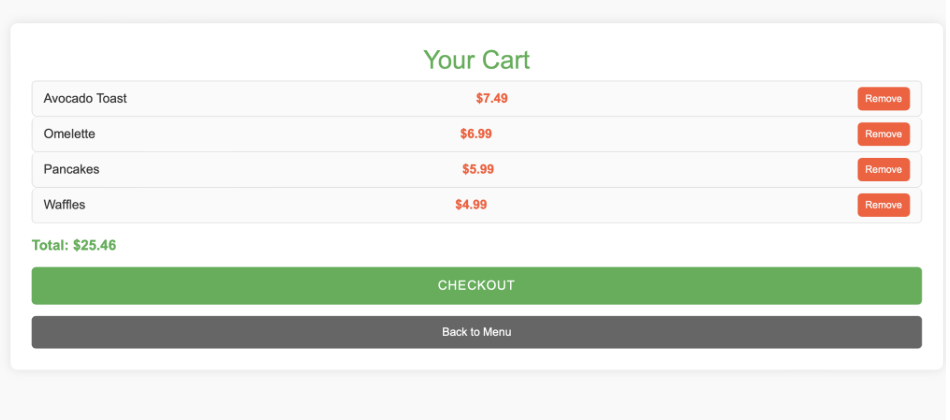 Your Cart
Avocado Toast $7.49 Remove
Omelette $6.99 Remove
Pancakes $5.99 Remove
Waffles $4.99 Remove
Total: $25.46
CHECKOUT
Back to Menu